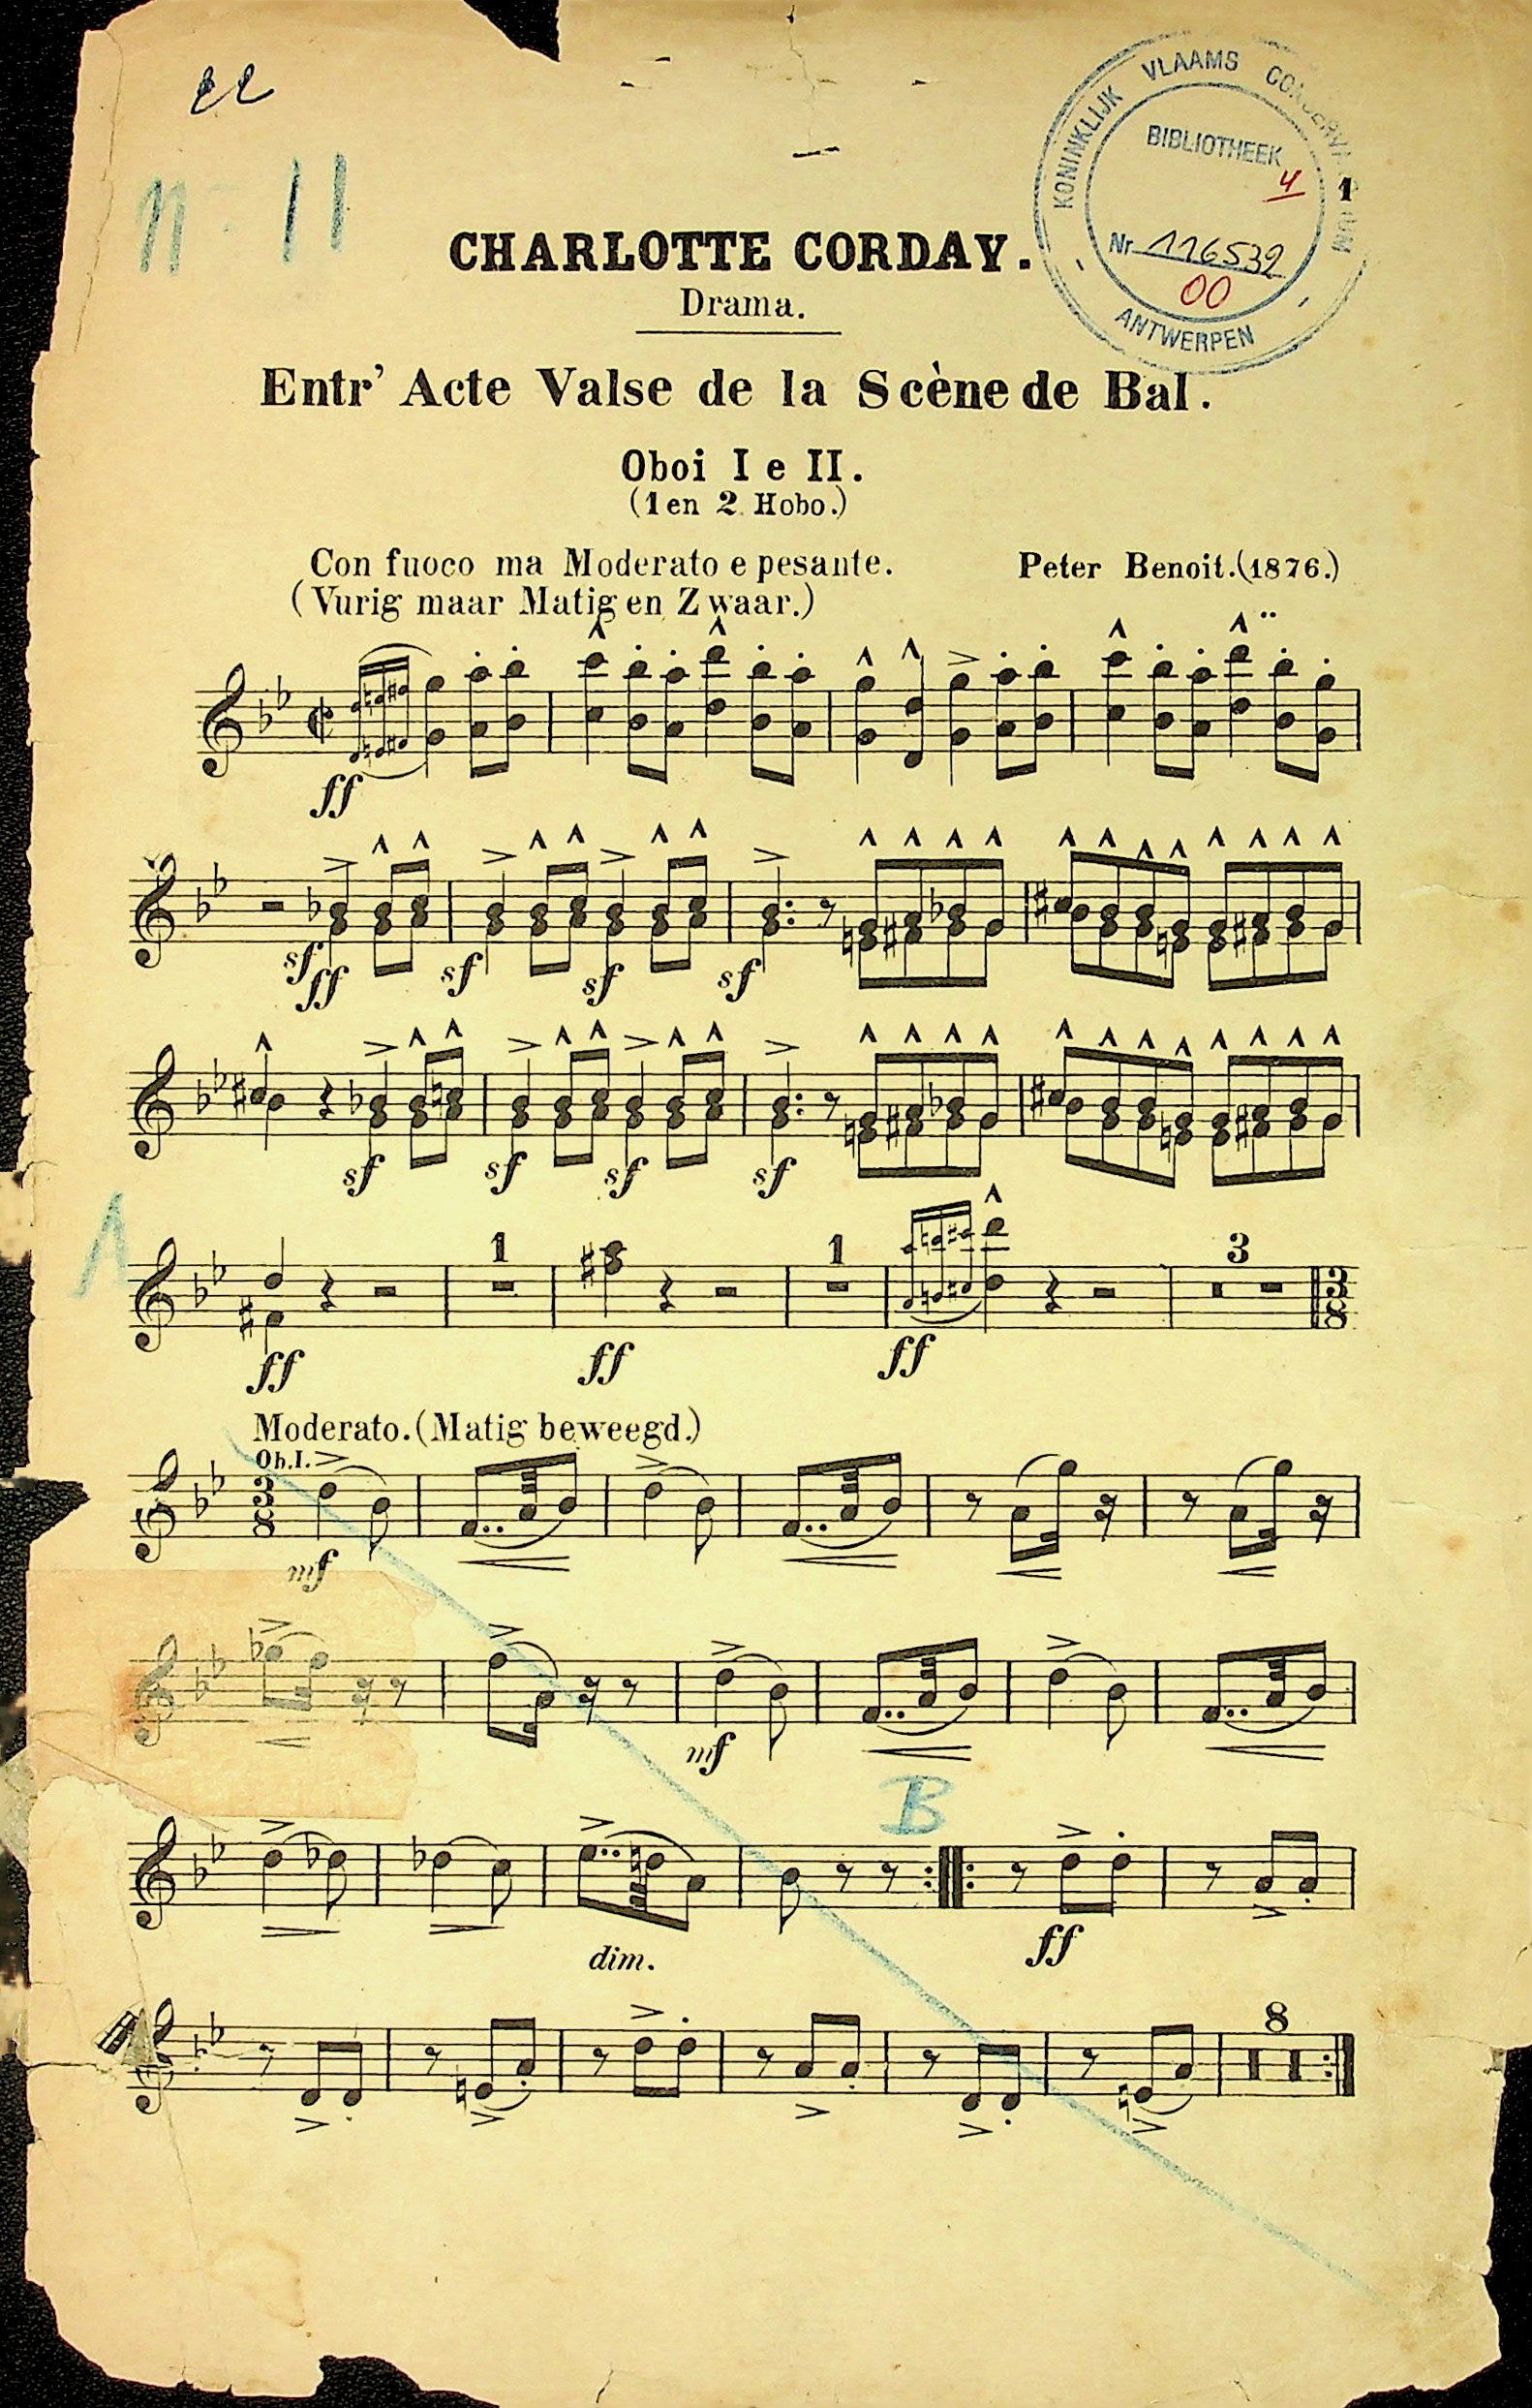 22
11
11
KONINKLIJK VLAAMS
BIBLIOTHEEK
4
1
Nr 116532
00
ANTWERPEN
CHARLOTTE CORDAY.
Drama.
Entr' Acte Valse de la Scène de Bal.
Oboi I e II.
(1 en 2 Hobo.)
Con fuoco ma Moderato e pesante.
Peter Benoit. (1876.)
(Vurig maar Matig en Zwaar.)
ff
sf ff sf sf sf
sf sf sf sf
1 1 3
3 8
ff ff ff
Moderato. (Matig beweegd.)
Ob. I.
3 8
mf
mf
B
dim. ff
8